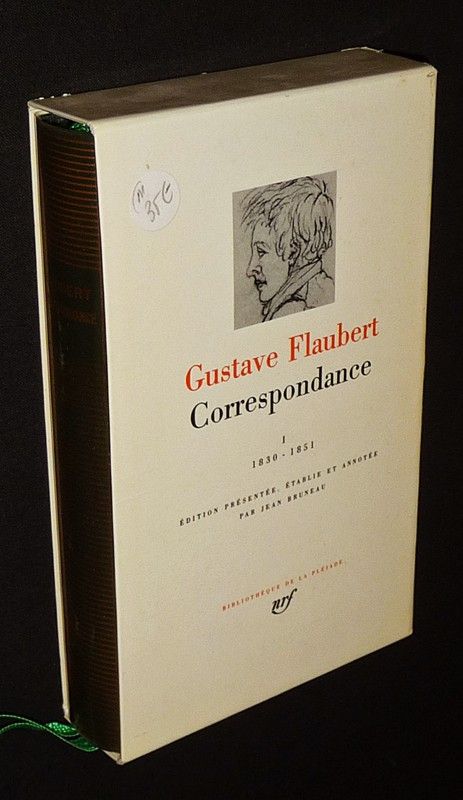 35€
Gustave Flaubert
Correspondance
I
1830-1851
ÉDITION PRÉSENTÉE, ÉTABLIE ET ANNOTÉE
PAR JEAN BRUNEAU
BIBLIOTHÈQUE DE LA PLÉIADE
nrf